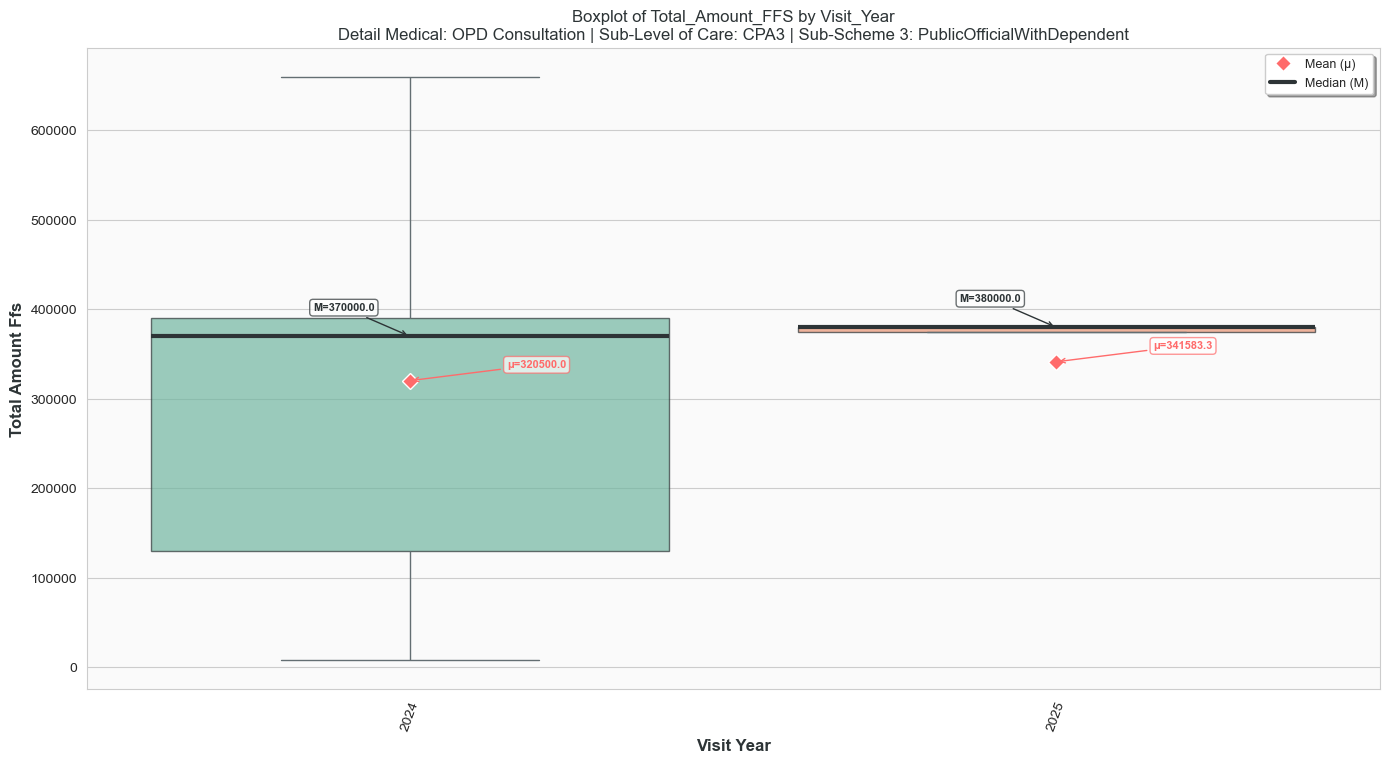 Boxplot of Total_Amount_FFS by Visit_Year
Detail Medical: OPD Consultation | Sub-Level of Care: CPA3 | Sub-Scheme 3: PublicOfficialWithDependent
Mean (μ)
Median (M)
Total Amount Ffs
600000
500000
400000
300000
200000
100000
0
M=370000.0
μ=320500.0
M=380000.0
μ=341583.3
2024
2025
Visit Year